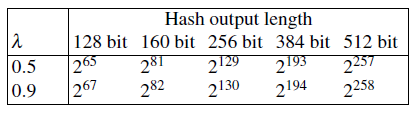 Hash output length
λ 128 bit 160 bit 256 bit 384 bit 512 bit
0.5 2^65 2^81 2^129 2^193 2^257
0.9 2^67 2^82 2^130 2^194 2^258